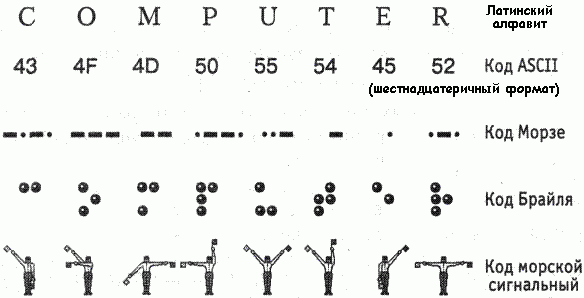 C O M P U T E R Латинский
алфавит
43 4F 4D 50 55 54 45 52 Код ASCII
(шестнадцатеричный формат)
Код Морзе
Код Брайля
Код морской
сигнальный